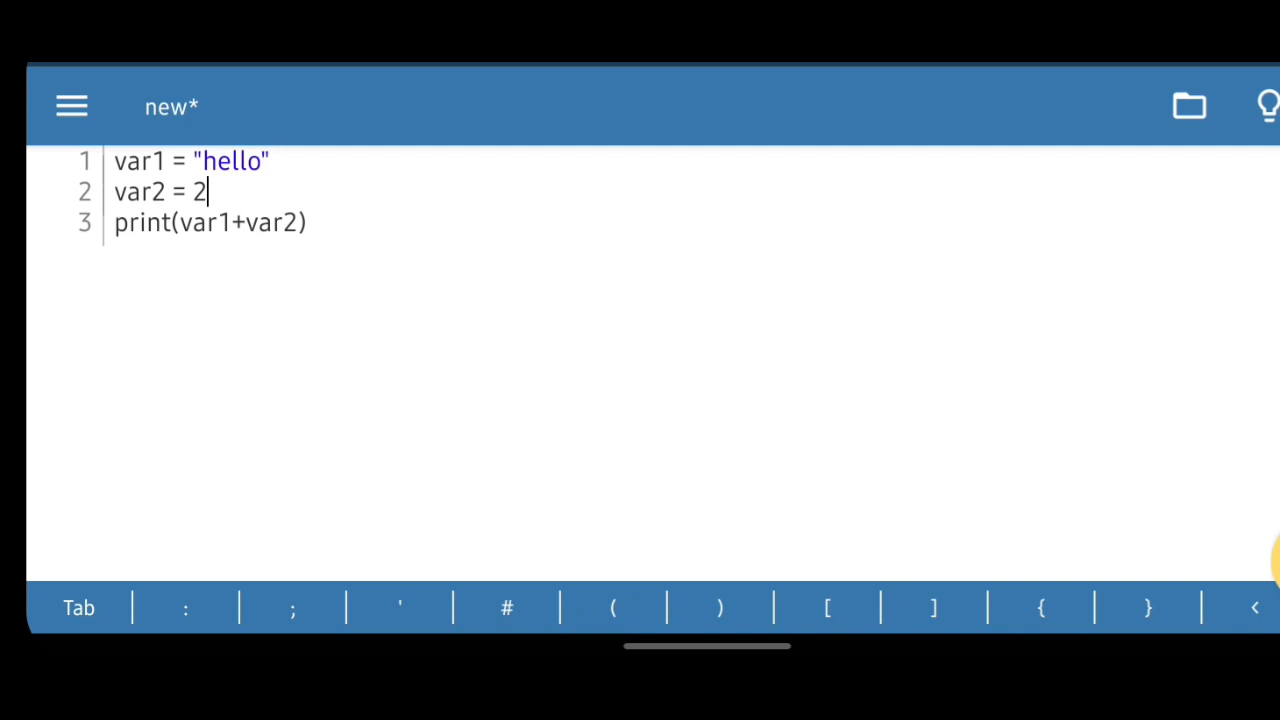 new*
1 var1 = "hello"
2 var2 = 2
3 print(var1+var2)
Tab : ; ' # ( ) [ ] { } <